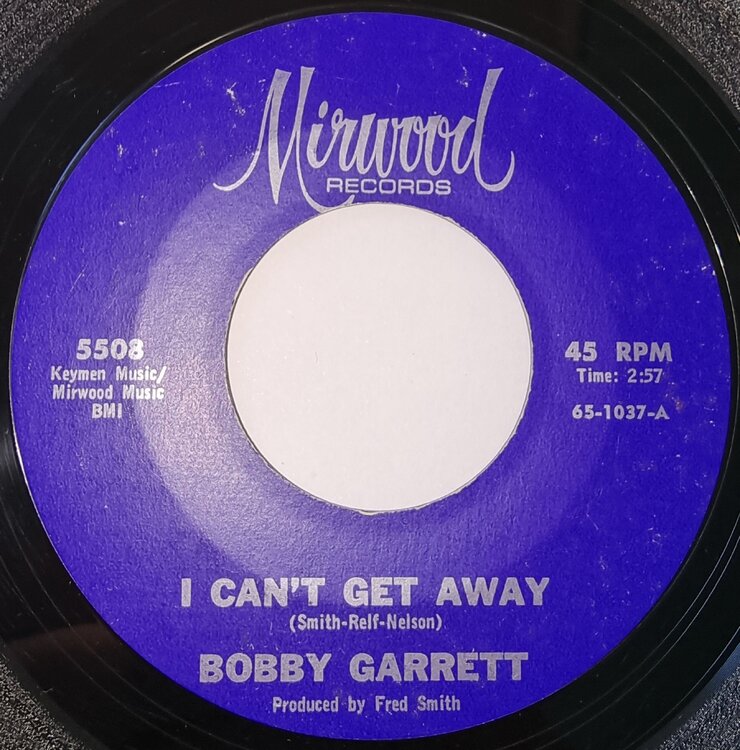 Mirwood
RECORDS
5508
Keymen Music/
Mirwood Music
BMI
45 RPM
Time: 2:57
65-1037-A
I CAN'T GET AWAY
(Smith-Relf-Nelson)
BOBBY GARRETT
Produced by Fred Smith